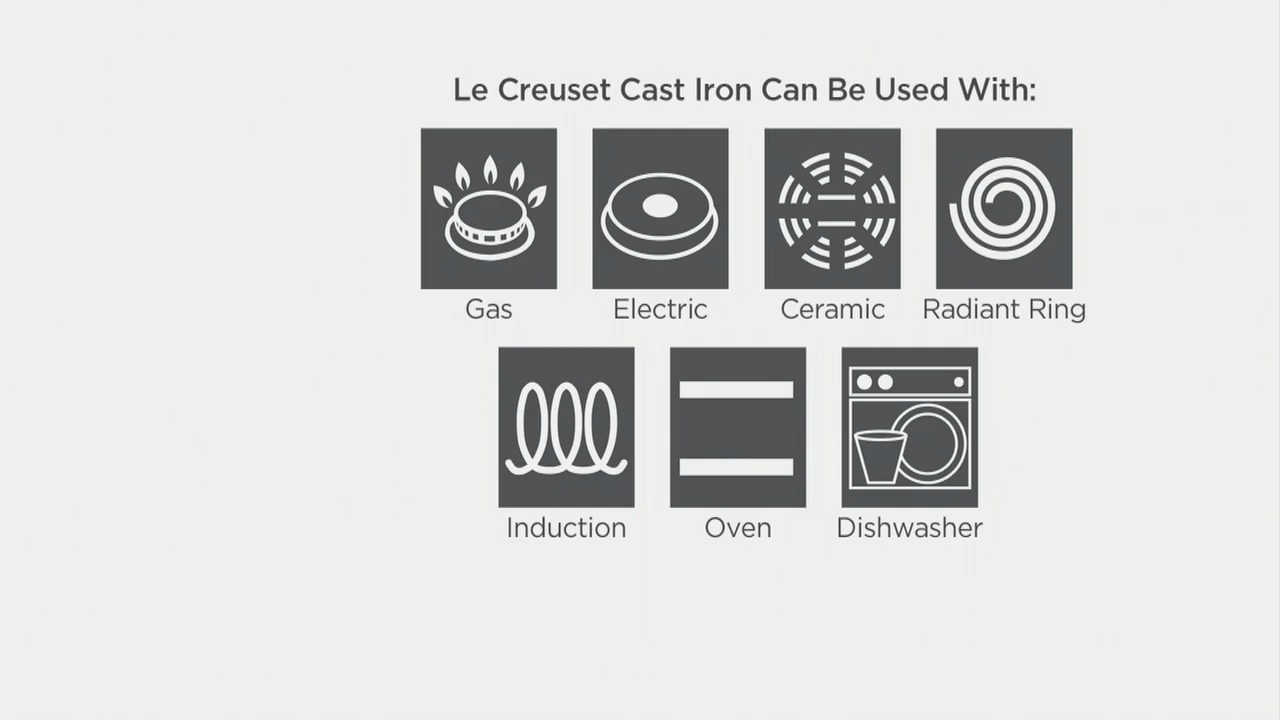 Le Creuset Cast Iron Can Be Used With:
Gas
Electric
Ceramic
Radiant Ring
Induction
Oven
Dishwasher